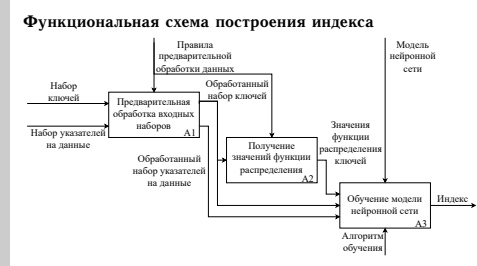 Функциональная схема построения индекса
Правила
предварительной
обработки данных
Модель
нейронной
сети
Набор
ключей
Обработанный
набор ключей
Предварительная
обработка входных
наборов
A1
Набор указателей
на данные
Значения
функции
распределения
ключей
Обработанный
набор указателей
на данные
Получение
значений функции
распределения
A2
Обучение модели
нейронной сети
A3
Индекс
Алгоритм
обучения